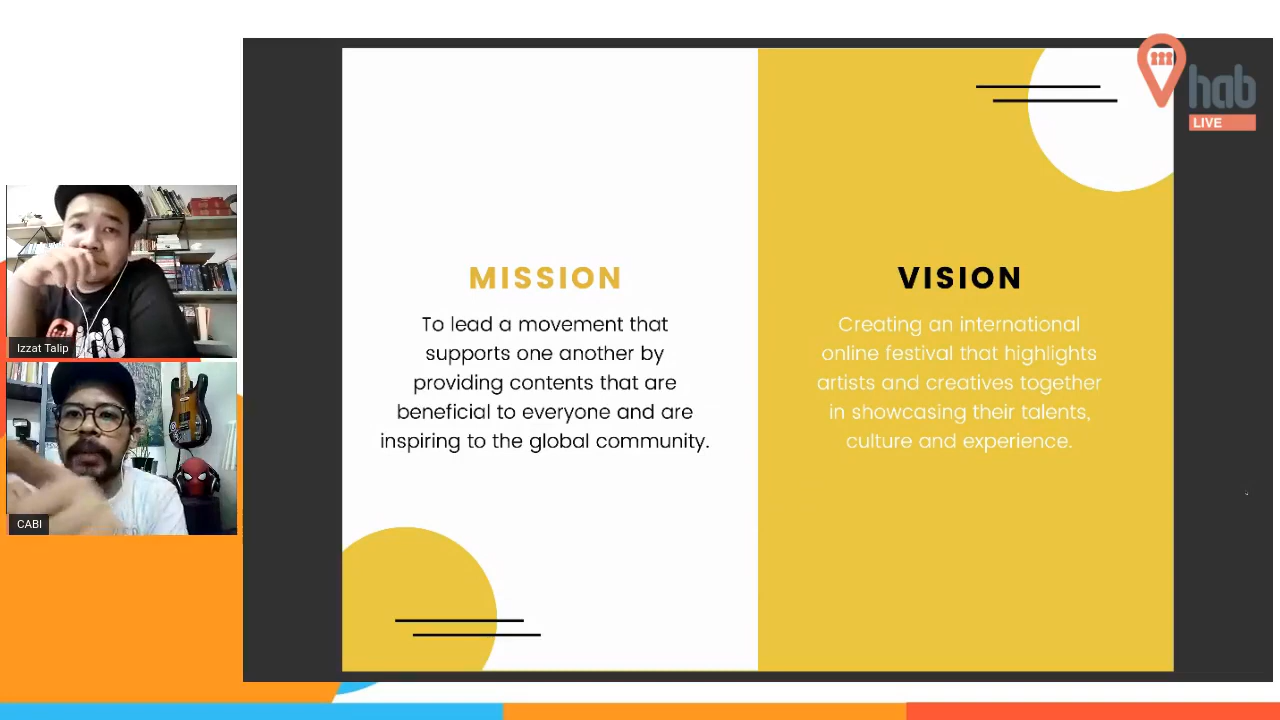 hab
LIVE
MISSION
To lead a movement that
supports one another by
providing contents that are
beneficial to everyone and are
inspiring to the global community.
VISION
Creating an international
online festival that highlights
artists and creatives together
in showcasing their talents,
culture and experience.
Izzat Talip
CABI